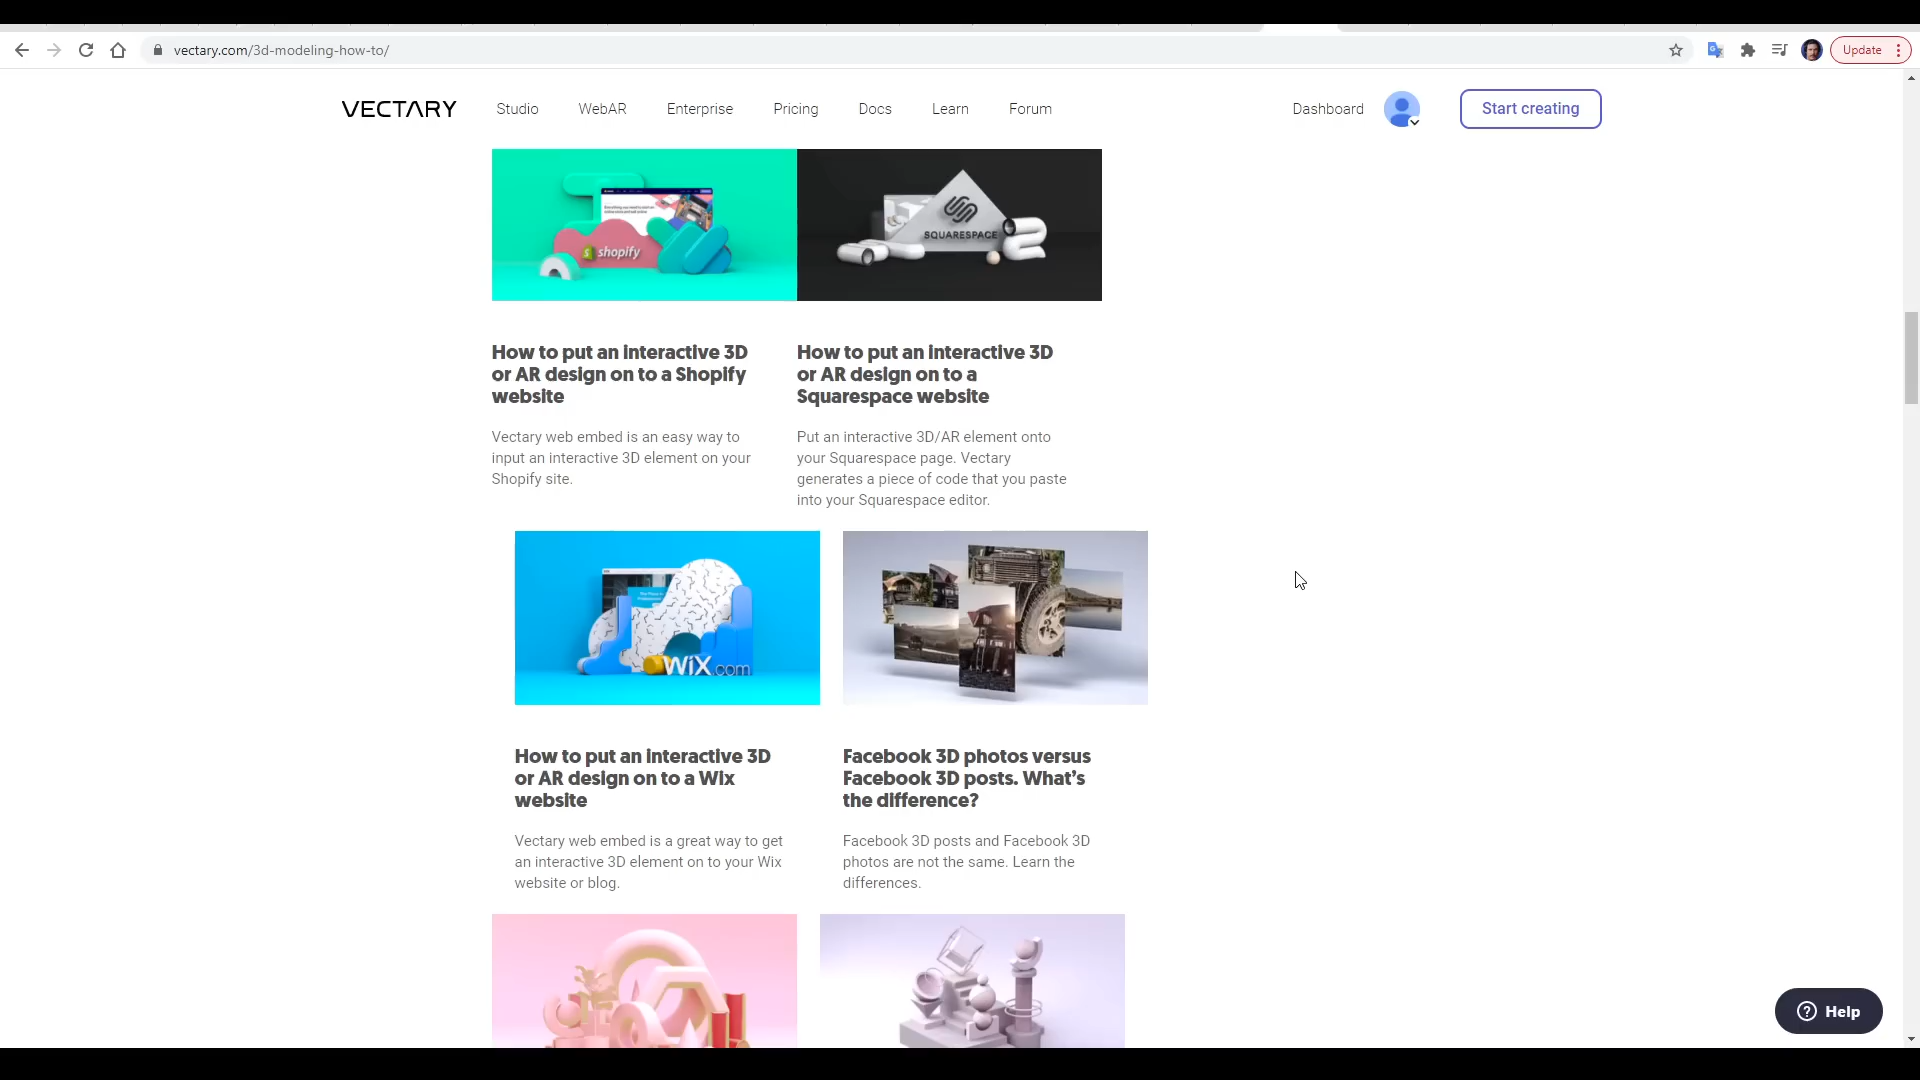 vectary.com/3d-modeling-how-to/
Update
VECTARY
Studio
WebAR
Enterprise
Pricing
Docs
Learn
Forum
Dashboard
Start creating
shopify
SQUARESPACE
How to put an interactive 3D
or AR design on to a Shopify
website
Vectary web embed is an easy way to
input an interactive 3D element on your
Shopify site.
How to put an interactive 3D
or AR design on to a
Squarespace website
Put an interactive 3D/AR element onto
your Squarespace page. Vectary
generates a piece of code that you paste
into your Squarespace editor.
WiX.com
How to put an interactive 3D
or AR design on to a Wix
website
Vectary web embed is a great way to get
an interactive 3D element on to your Wix
website or blog.
Facebook 3D photos versus
Facebook 3D posts. What's
the difference?
Facebook 3D posts and Facebook 3D
photos are not the same. Learn the
differences.
Help